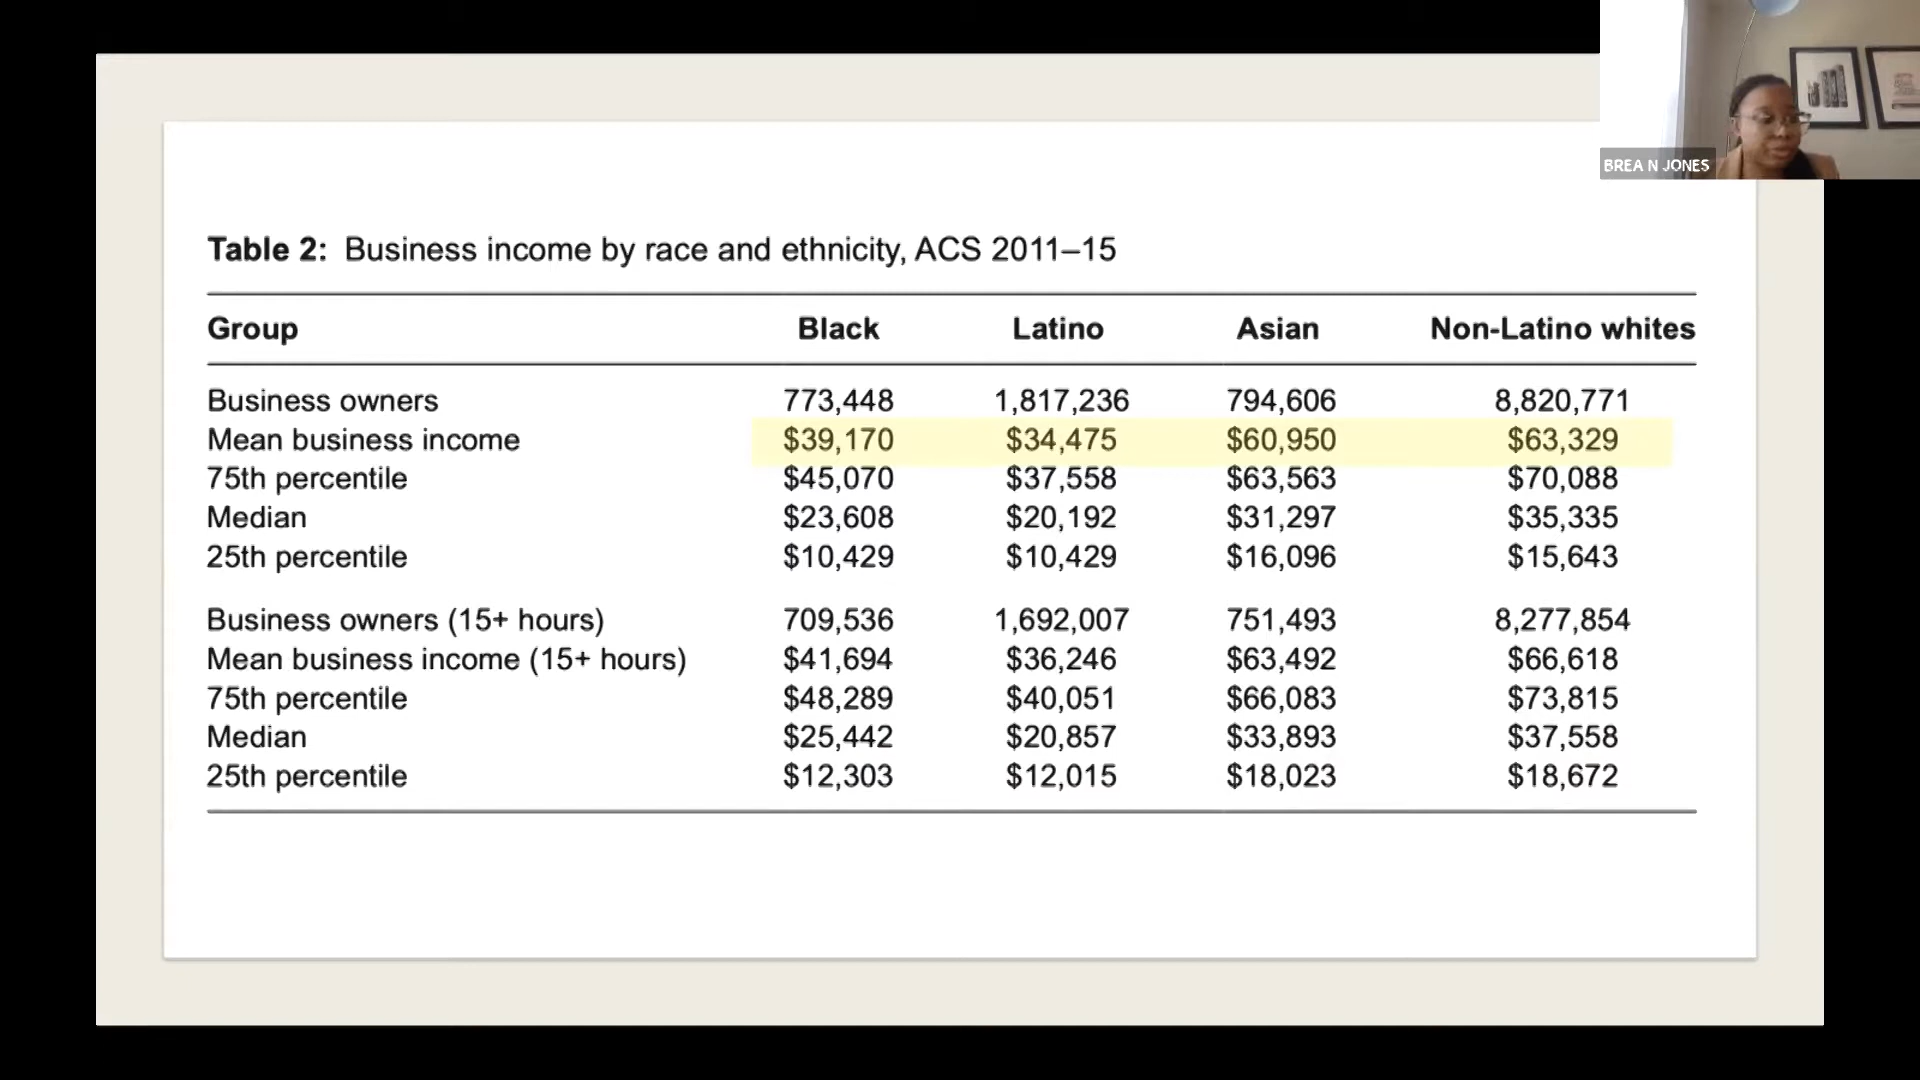 BREA N JONES
Table 2: Business income by race and ethnicity, ACS 2011–15
Group Black Latino Asian Non-Latino whites
Business owners 773,448 1,817,236 794,606 8,820,771
Mean business income $39,170 $34,475 $60,950 $63,329
75th percentile $45,070 $37,558 $63,563 $70,088
Median $23,608 $20,192 $31,297 $35,335
25th percentile $10,429 $10,429 $16,096 $15,643
Business owners (15+ hours) 709,536 1,692,007 751,493 8,277,854
Mean business income (15+ hours) $41,694 $36,246 $63,492 $66,618
75th percentile $48,289 $40,051 $66,083 $73,815
Median $25,442 $20,857 $33,893 $37,558
25th percentile $12,303 $12,015 $18,023 $18,672